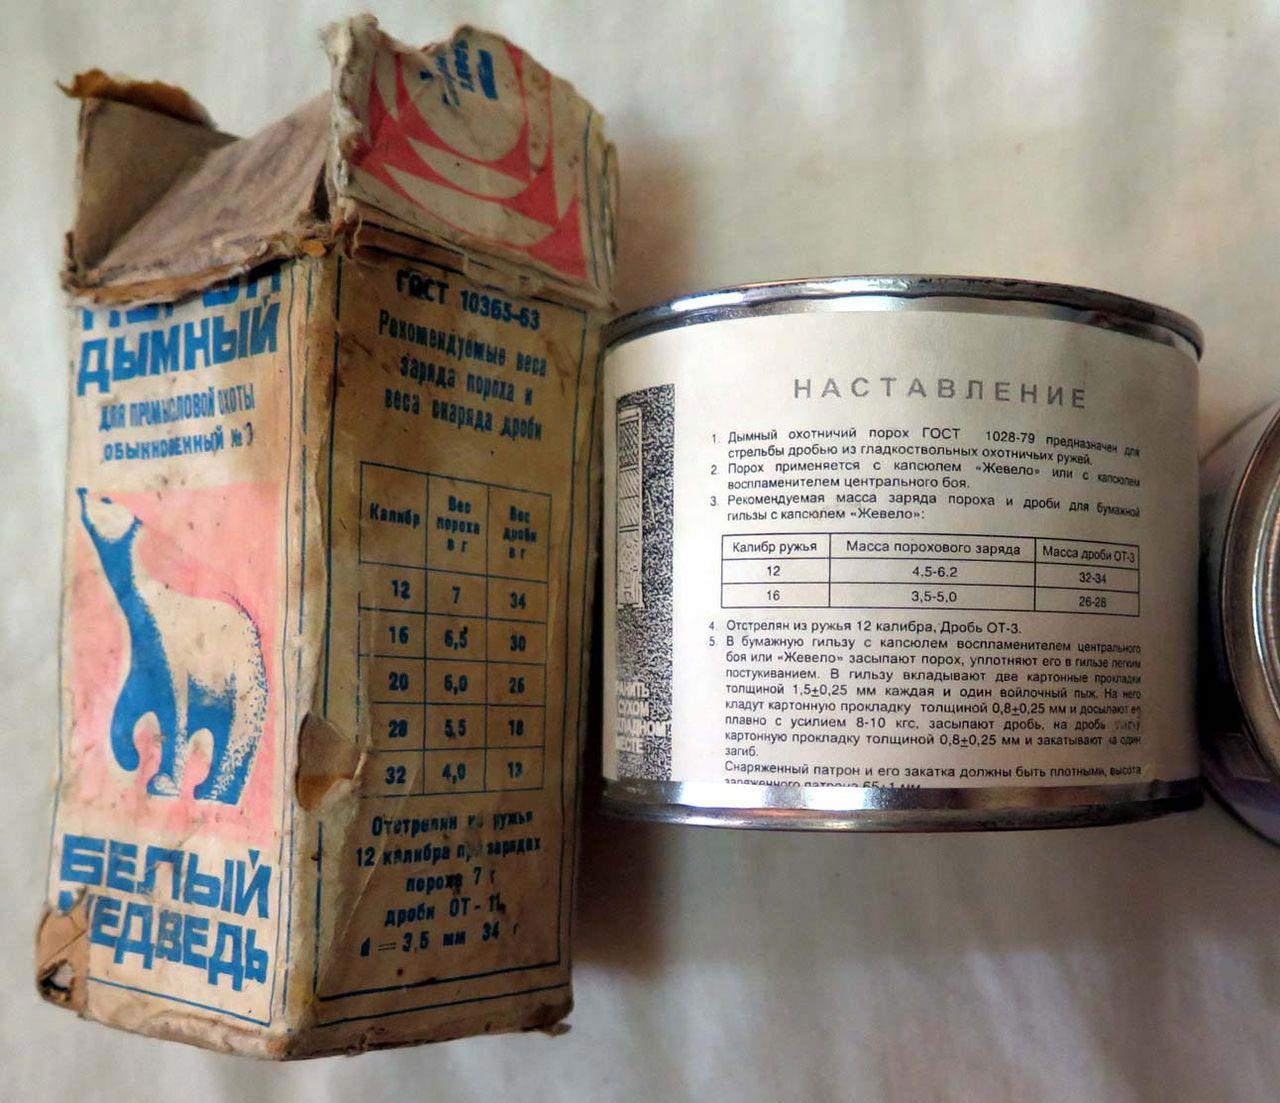 ДЫМНЫЙ
ДЛЯ ПРОМЫСЛОВОЙ ОХОТЫ
ОБЫКНОВЕННЫЙ №
БЕЛЫЙ
МЕДВЕДЬ
ГОСТ 10365-63
Рекомендуемые веса
заряда пороха и
веса снаряда дроби
Калибр Вес пороха в г Вес дроби в г
12 7 34
16 6,5 30
20 6,0 26
28 5,5 18
32 4,0 13
Отстрелян из ружья
12 калибра при зарядах
пороха 7 г
дроби ОТ-11,
d = 3,5 мм 34 г
НАСТАВЛЕНИЕ
1. Дымный охотничий порох ГОСТ 1028-79 предназначен для
стрельбы дробью из гладкоствольных охотничьих ружей.
2. Порох применяется с капсюлем «Жевело» или с капсюлем
воспламенителем центрального боя.
3. Рекомендуемая масса заряда пороха и дроби для бумажной
гильзы с капсюлем «Жевело»:
Калибр ружья Масса порохового заряда Масса дроби ОТ-3
12 4,5-6,2 32-34
16 3,5-5,0 26-28
4. Отстрелян из ружья 12 калибра, Дробь ОТ-3.
5. В бумажную гильзу с капсюлем воспламенителем центрального
боя или «Жевело» засыпают порох, уплотняют его в гильзе легким
постукиванием. В гильзу вкладывают две картонные прокладки
толщиной 1,5±0,25 мм каждая и один войлочный пыж. На него
кладут картонную прокладку толщиной 0,8±0,25 мм и досылают ее
плавно с усилием 8-10 кгс, засыпают дробь, на дробь
картонную прокладку толщиной 0,8±0,25 мм и закатывают на один
загиб.
Снаряженный патрон и его закатка должны быть плотными, высота
заряженного патрона 65±1 мм